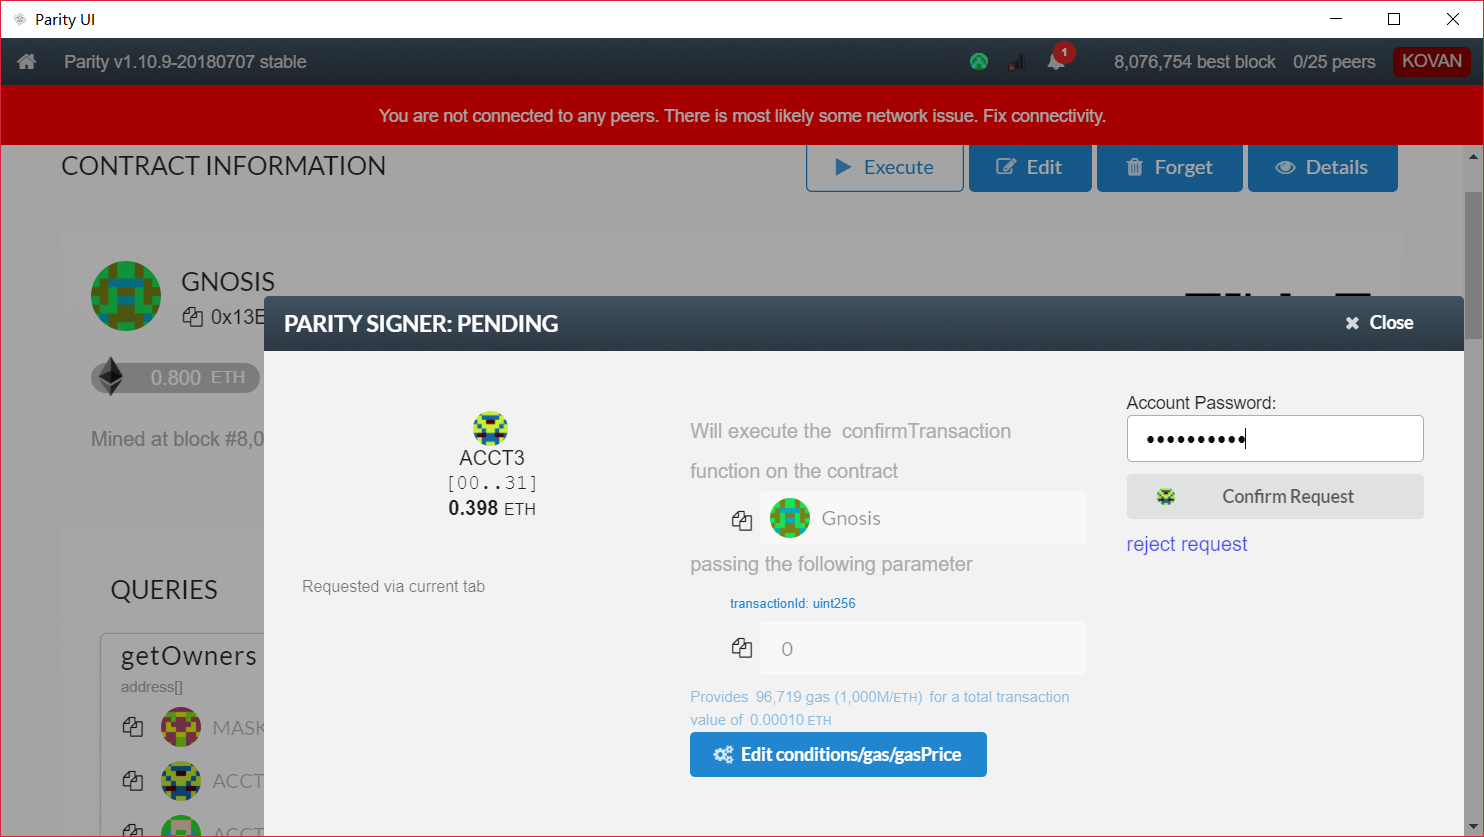 Parity UI
Parity v1.10.9-20180707 stable
1
8,076,754 best block
0/25 peers
KOVAN
You are not connected to any peers. There is most likely some network issue. Fix connectivity.
CONTRACT INFORMATION
Execute
Edit
Forget
Details
GNOSIS
0x13E
0.800 ETH
Mined at block #8,0
QUERIES
getOwners
address[]
MASK
ACCT
ACCT
PARITY SIGNER: PENDING
Close
ACCT3
[00..31]
0.398 ETH
Requested via current tab
Will execute the confirmTransaction
function on the contract
Gnosis
passing the following parameter
transactionId: uint256
0
Provides 96,719 gas (1,000M/ETH) for a total transaction
value of 0.00010 ETH
Edit conditions/gas/gasPrice
Account Password:
••••••••••
Confirm Request
reject request